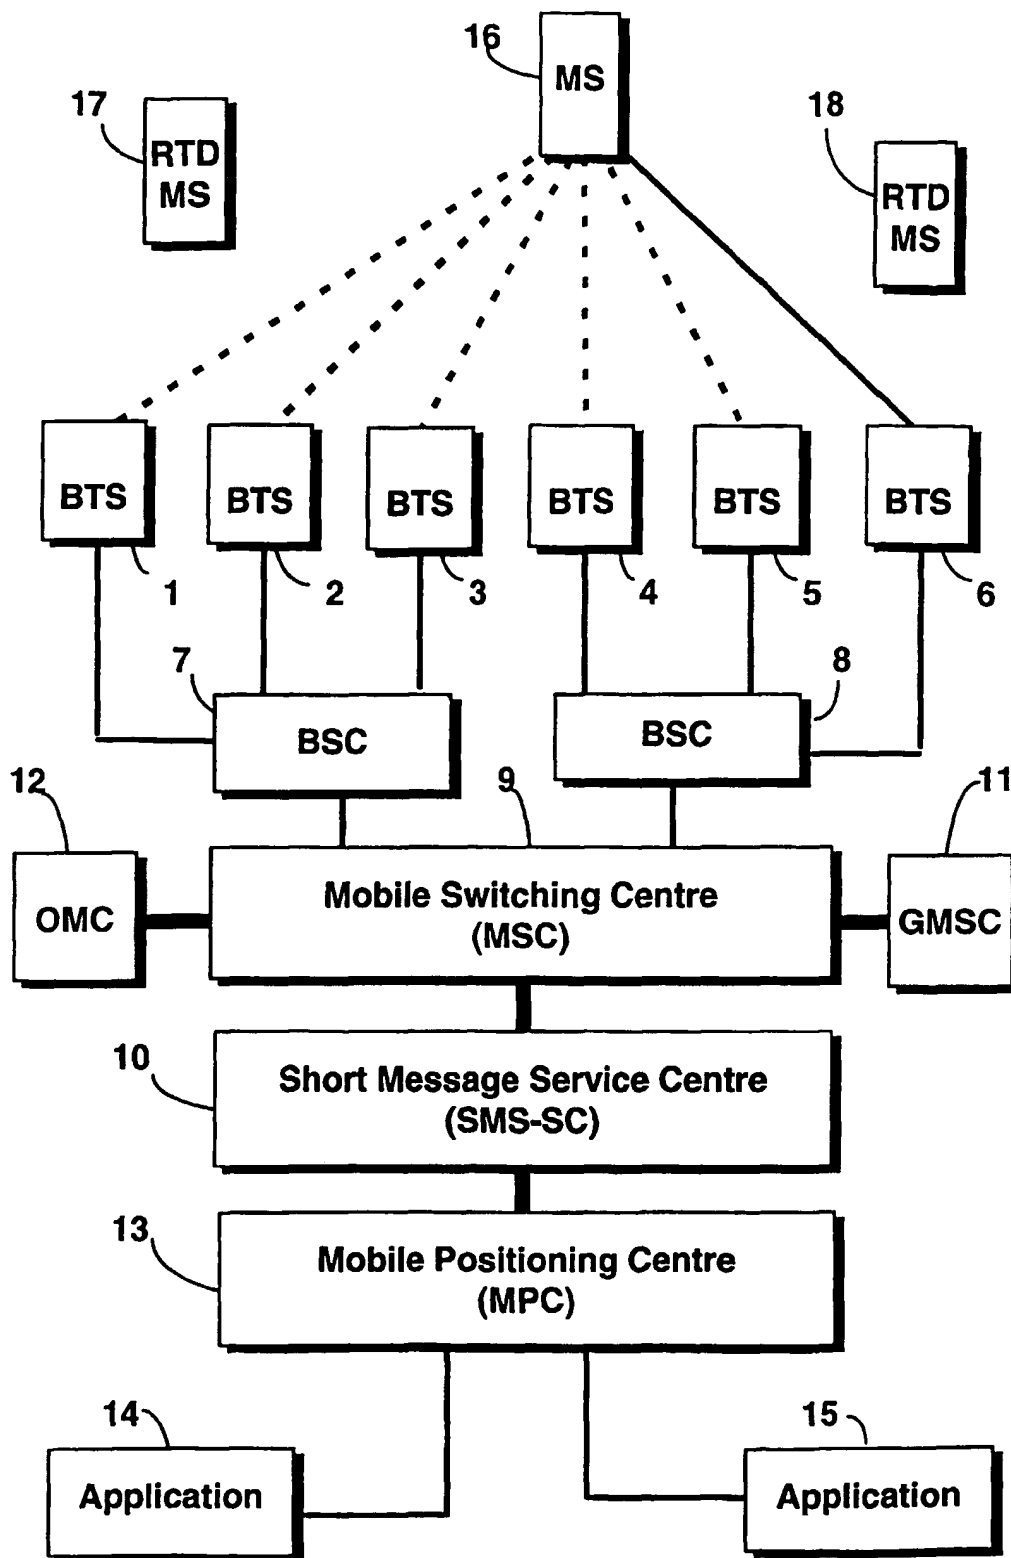 16
MS
17
RTD
MS
18
RTD
MS
BTS
BTS
BTS
BTS
BTS
BTS
1
2
3
4
5
6
7
BSC
8
BSC
12
OMC
9
Mobile Switching Centre
(MSC)
11
GMSC
10
Short Message Service Centre
(SMS-SC)
13
Mobile Positioning Centre
(MPC)
14
Application
15
Application